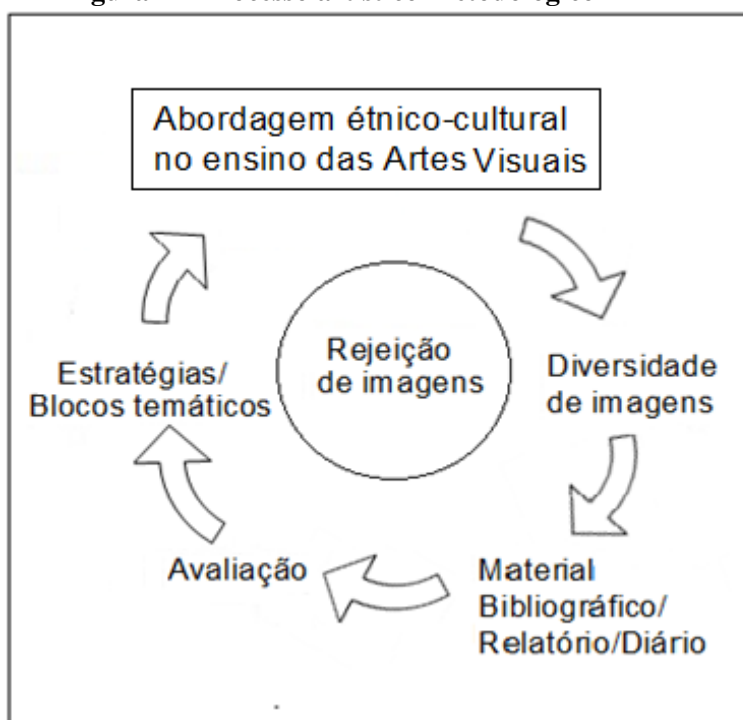 Abordagem étnico-cultural
no ensino das Artes Visuais
Rejeição
de imagens
Diversidade
de imagens
Material
Bibliográfico/
Relatório/Diário
Avaliação
Estratégias/
Blocos temáticos